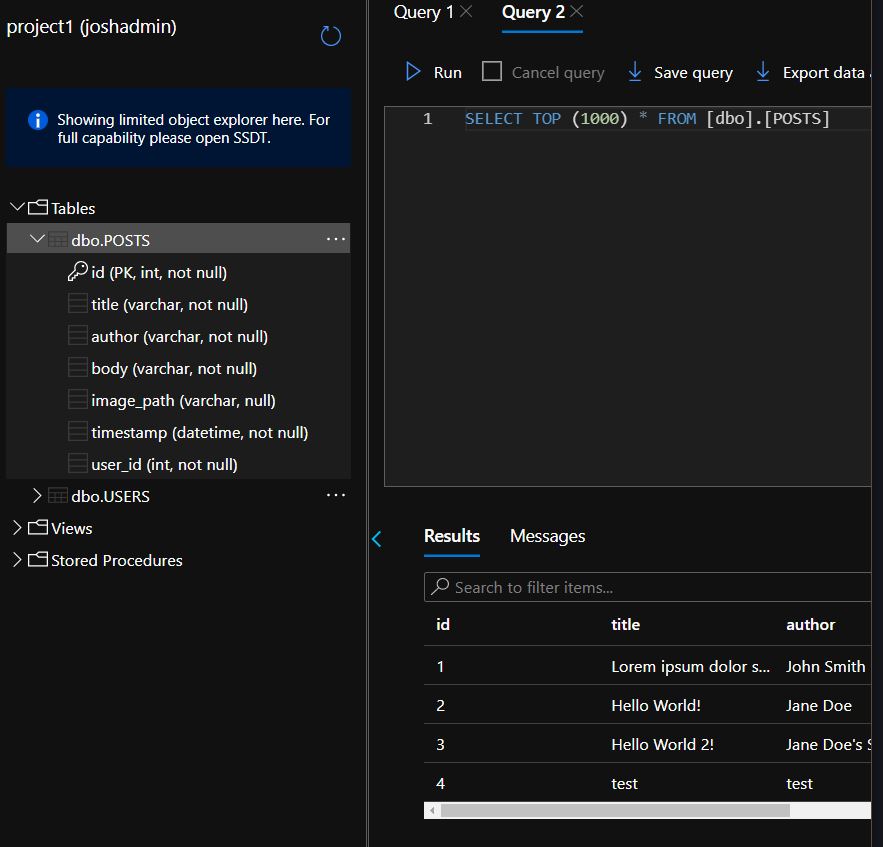 project1 (joshadmin)
Showing limited object explorer here. For
full capability please open SSDT.
Tables
dbo.POSTS
id (PK, int, not null)
title (varchar, not null)
author (varchar, not null)
body (varchar, not null)
image_path (varchar, null)
timestamp (datetime, not null)
user_id (int, not null)
dbo.USERS
Views
Stored Procedures
Query 1 Query 2
Run Cancel query Save query Export data
1 SELECT TOP (1000) * FROM [dbo].[POSTS]
Results Messages
Search to filter items...
id title author
1 Lorem ipsum dolor s... John Smith
2 Hello World! Jane Doe
3 Hello World 2! Jane Doe's S
4 test test